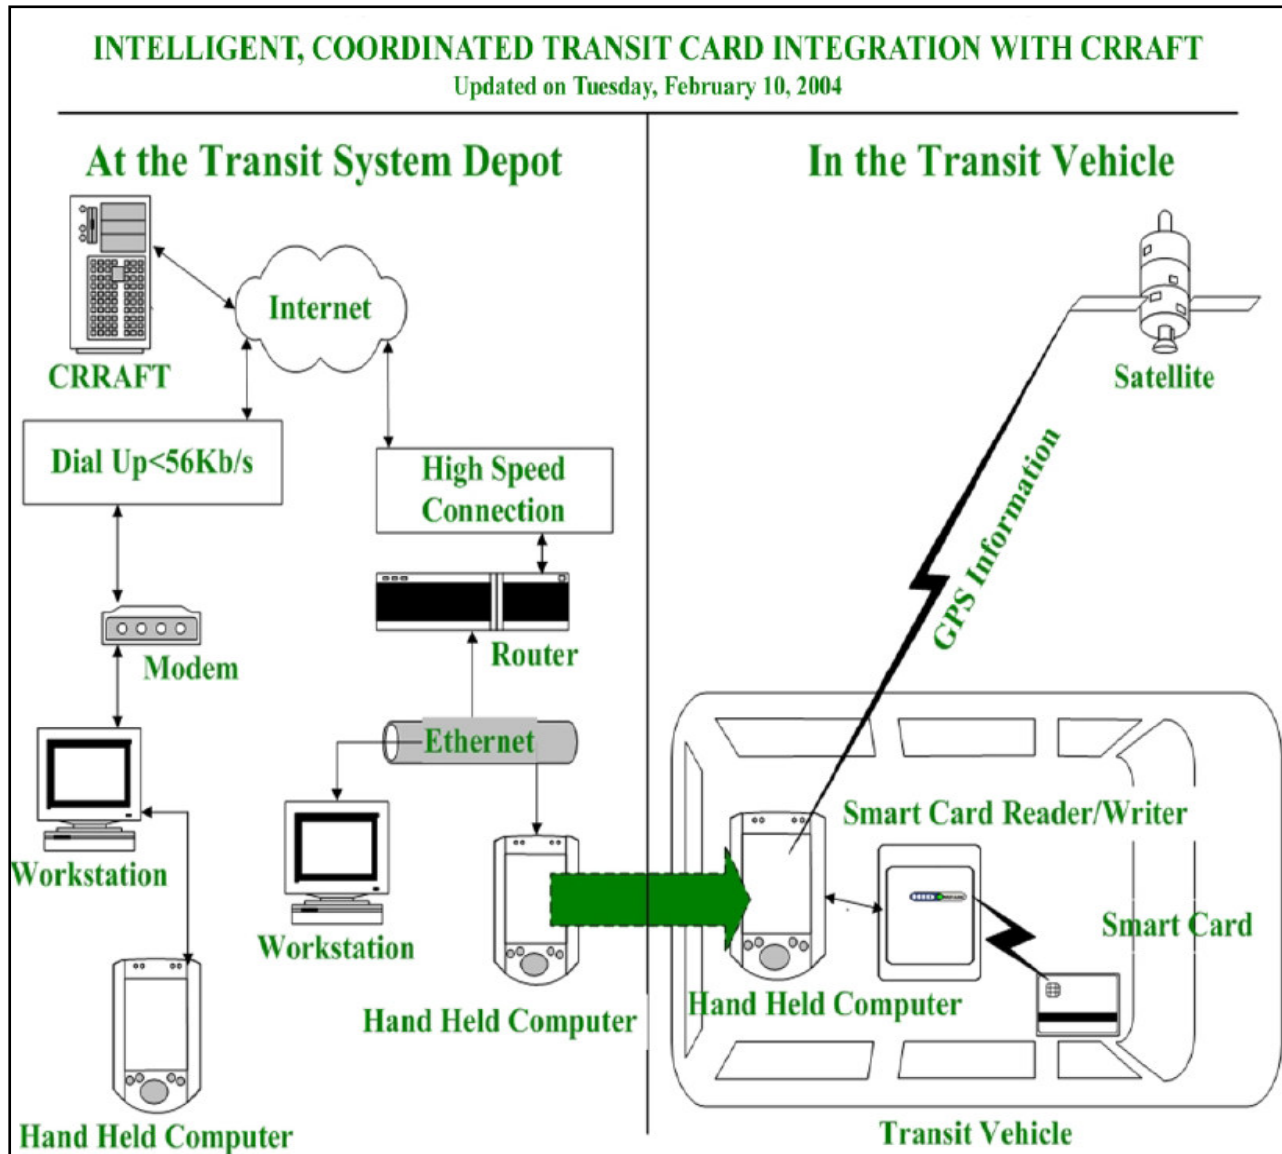 INTELLIGENT, COORDINATED TRANSIT CARD INTEGRATION WITH CRRAFT
Updated on Tuesday, February 10, 2004
At the Transit System Depot
Internet
CRRAFT
Dial Up<56Kb/s
High Speed
Connection
Router
Modem
Ethernet
Workstation
Workstation
Hand Held Computer
Hand Held Computer
In the Transit Vehicle
Satellite
GPS Information
Smart Card Reader/Writer
Smart Card
Hand Held Computer
Transit Vehicle